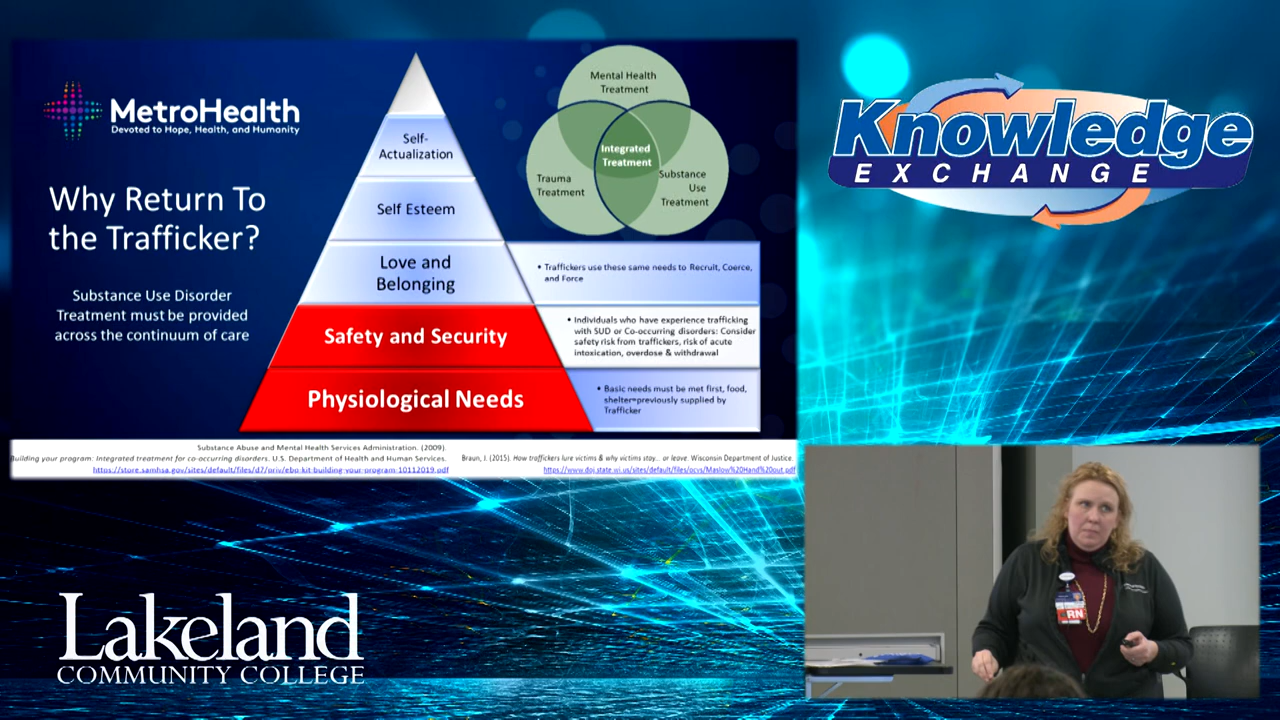 MetroHealth
Devoted to Hope, Health, and Humanity
Why Return To
the Trafficker?
Substance Use Disorder
Treatment must be provided
across the continuum of care
Self-
Actualization
Self Esteem
Love and
Belonging
Safety and Security
Physiological Needs
Mental Health
Treatment
Integrated
Treatment
Trauma
Treatment
Substance
Use
Treatment
• Traffickers use these same needs to Recruit, Coerce,
and Force
• Individuals who have experience trafficking
with SUD or Co-occurring disorders: Consider
safety risk from traffickers, risk of acute
intoxication, overdose & withdrawal
• Basic needs must be met first, food,
shelter=previously supplied by
Trafficker
Substance Abuse and Mental Health Services Administration. (2009).
Building your program: Integrated treatment for co-occurring disorders. U.S. Department of Health and Human Services.
https://store.samhsa.gov/sites/default/files/d7/priv/ebp-kit-building-your-program-10112019.pdf
Braun, J. (2015). How traffickers lure victims & why victims stay... or leave. Wisconsin Department of Justice.
https://www.doj.state.wi.us/sites/default/files/ocvs/Maslow%20Hand%20out.pdf
Knowledge
EXCHANGE
RN
Lakeland
COMMUNITY COLLEGE